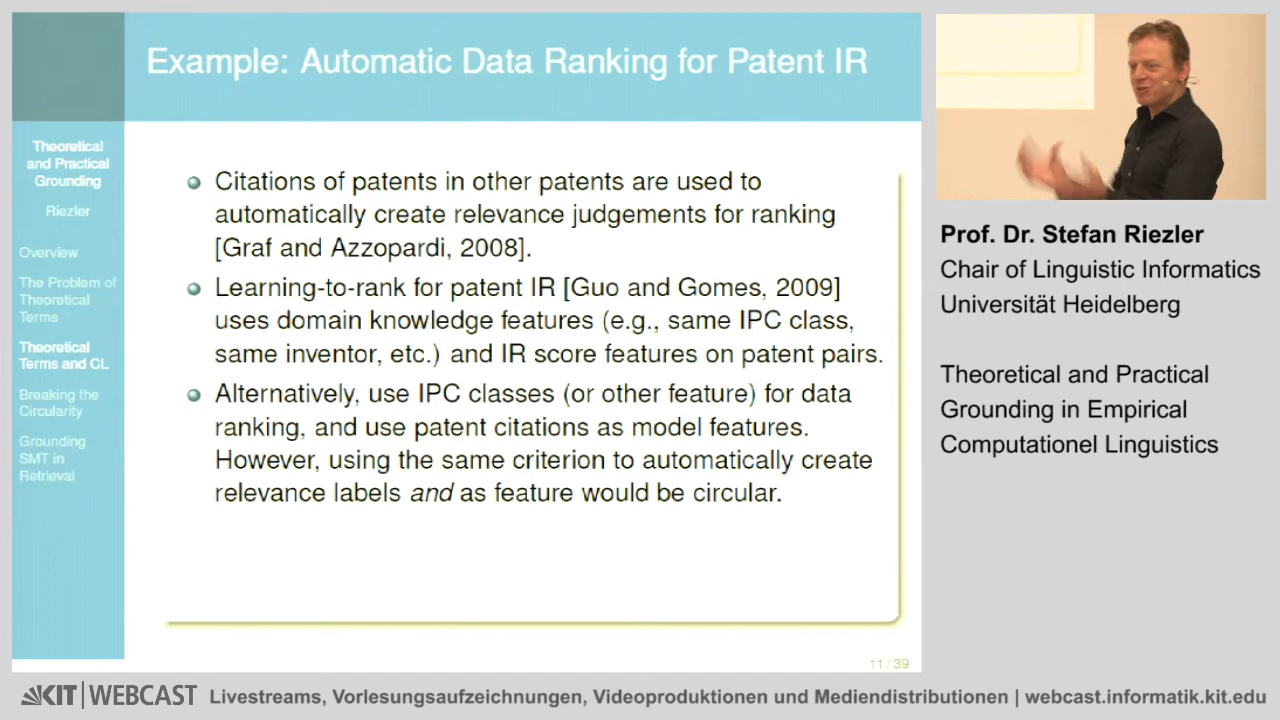 Example: Automatic Data Ranking for Patent IR
Theoretical
and Practical
Grounding
Riezler
Overview
The Problem of
Theoretical
Terms
Theoretical
Terms and CL
Breaking the
Circularity
Grounding
SMT in
Retrieval
Citations of patents in other patents are used to
automatically create relevance judgements for ranking
[Graf and Azzopardi, 2008].
Learning-to-rank for patent IR [Guo and Gomes, 2009]
uses domain knowledge features (e.g., same IPC class,
same inventor, etc.) and IR score features on patent pairs.
Alternatively, use IPC classes (or other feature) for data
ranking, and use patent citations as model features.
However, using the same criterion to automatically create
relevance labels and as feature would be circular.
11/39
Prof. Dr. Stefan Riezler
Chair of Linguistic Informatics
Universität Heidelberg
Theoretical and Practical
Grounding in Empirical
Computationel Linguistics
KIT | WEBCAST Livestreams, Vorlesungsaufzeichnungen, Videoproduktionen und Mediendistributionen | webcast.informatik.kit.edu